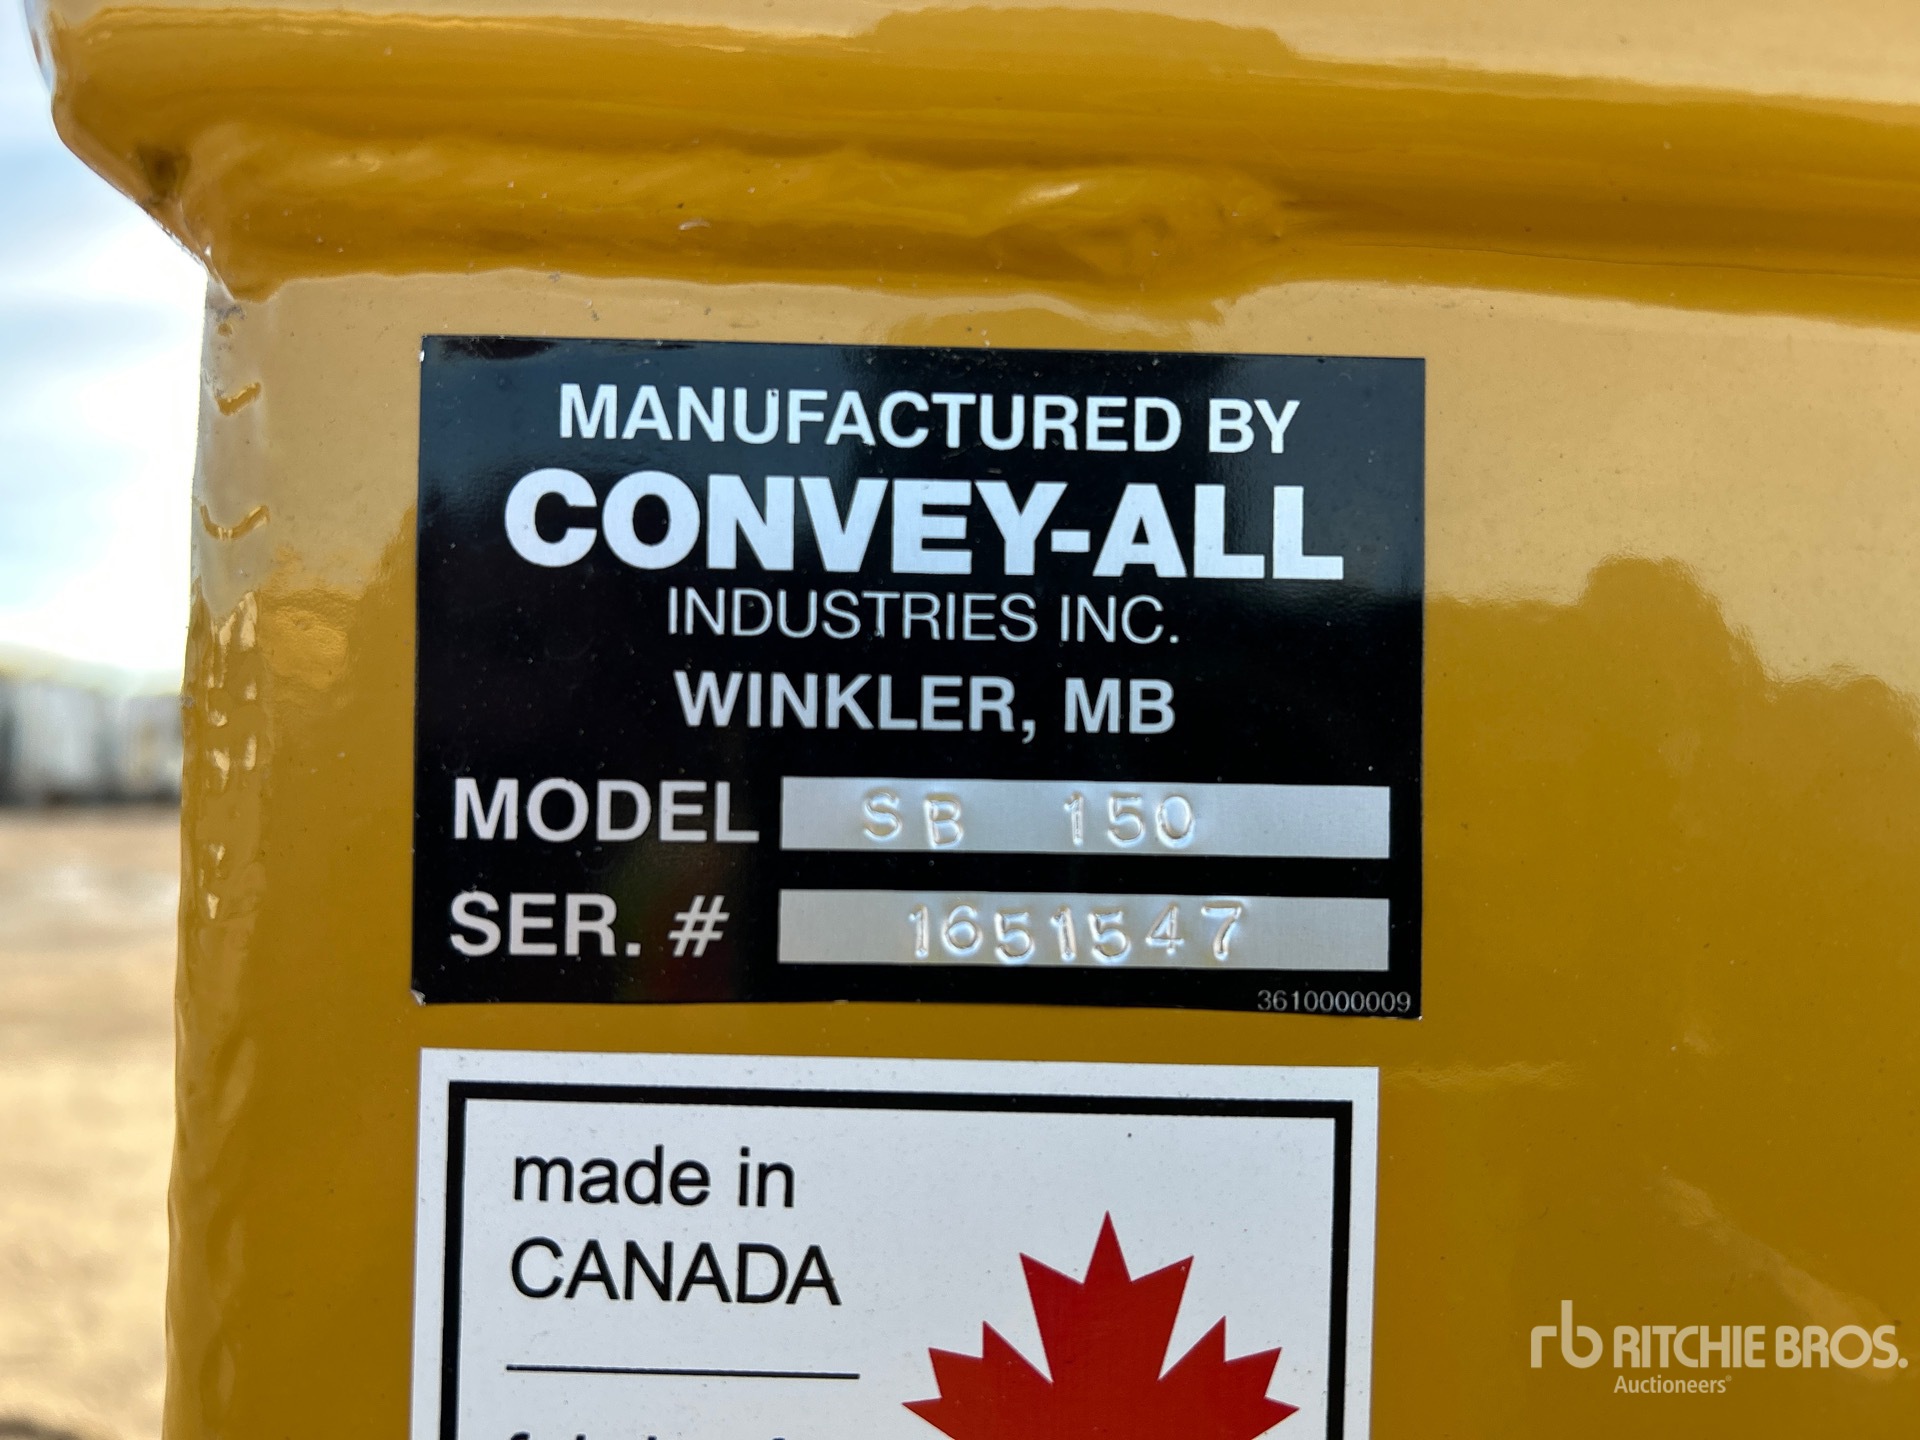 MANUFACTURED BY
CONVEY-ALL
INDUSTRIES INC.
WINKLER, MB
MODEL SB 150
SER. # 1651547
3610000009
made in
CANADA
rb RITCHIE BROS.
Auctioneers